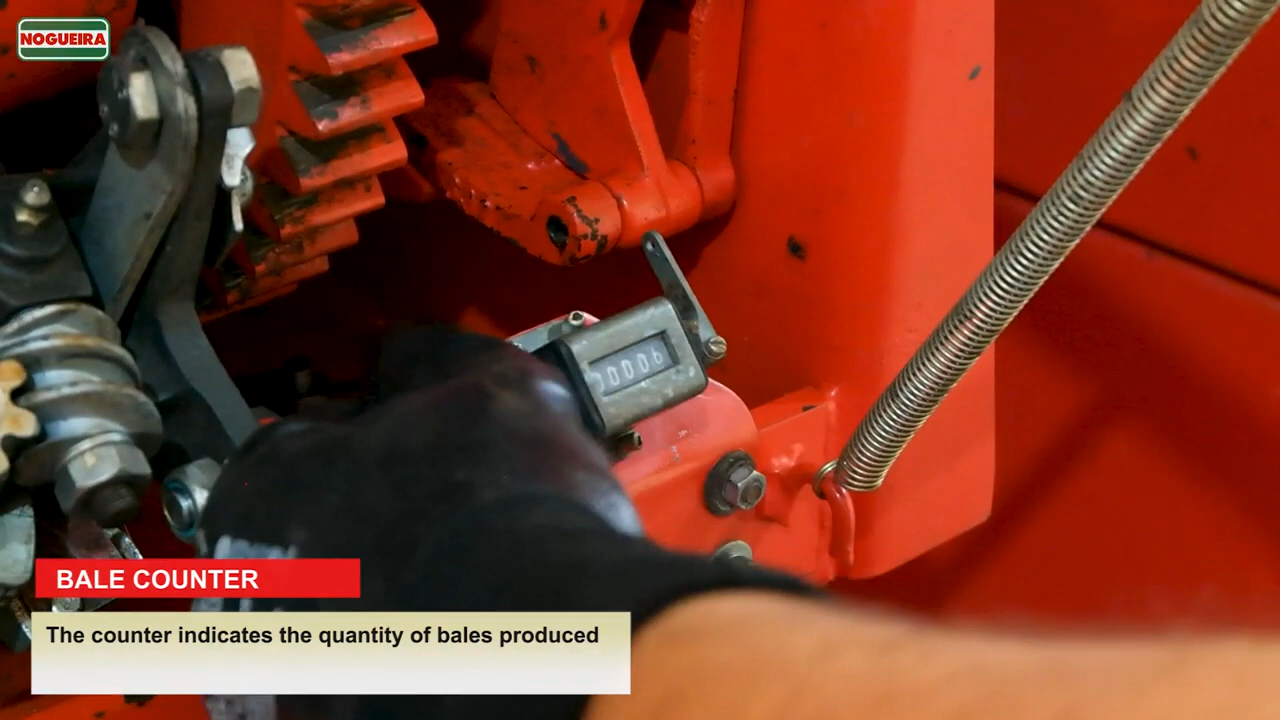 NOGUEIRA
00006
BALE COUNTER
The counter indicates the quantity of bales produced